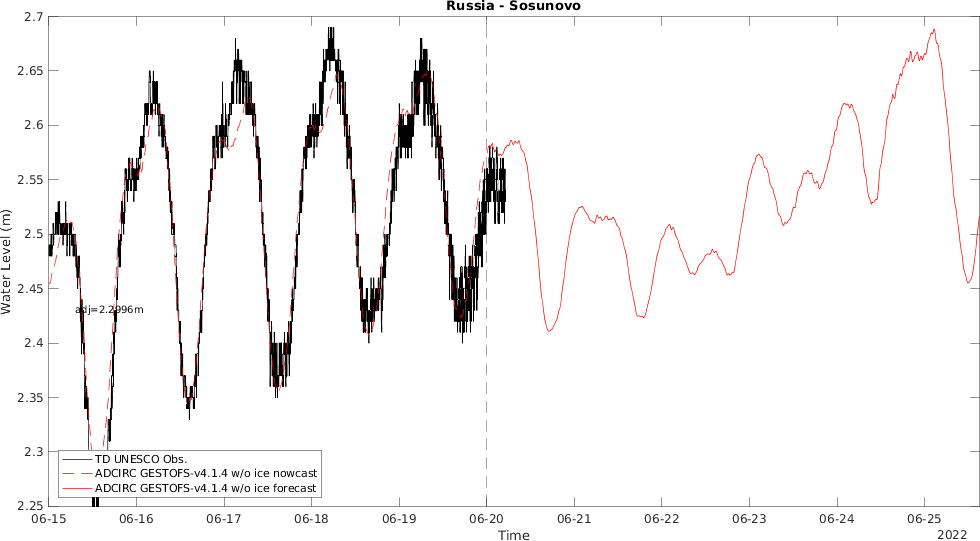 Russia - Sosunovo
2.7
2.65
2.6
2.55
2.5
2.45
2.4
2.35
2.3
2.25
Water Level (m)
adj=2.2996m
TD UNESCO Obs.
ADCIRC GESTOFS-v4.1.4 w/o ice nowcast
ADCIRC GESTOFS-v4.1.4 w/o ice forecast
06-15 06-16 06-17 06-18 06-19 06-20 06-21 06-22 06-23 06-24 06-25
Time
2022